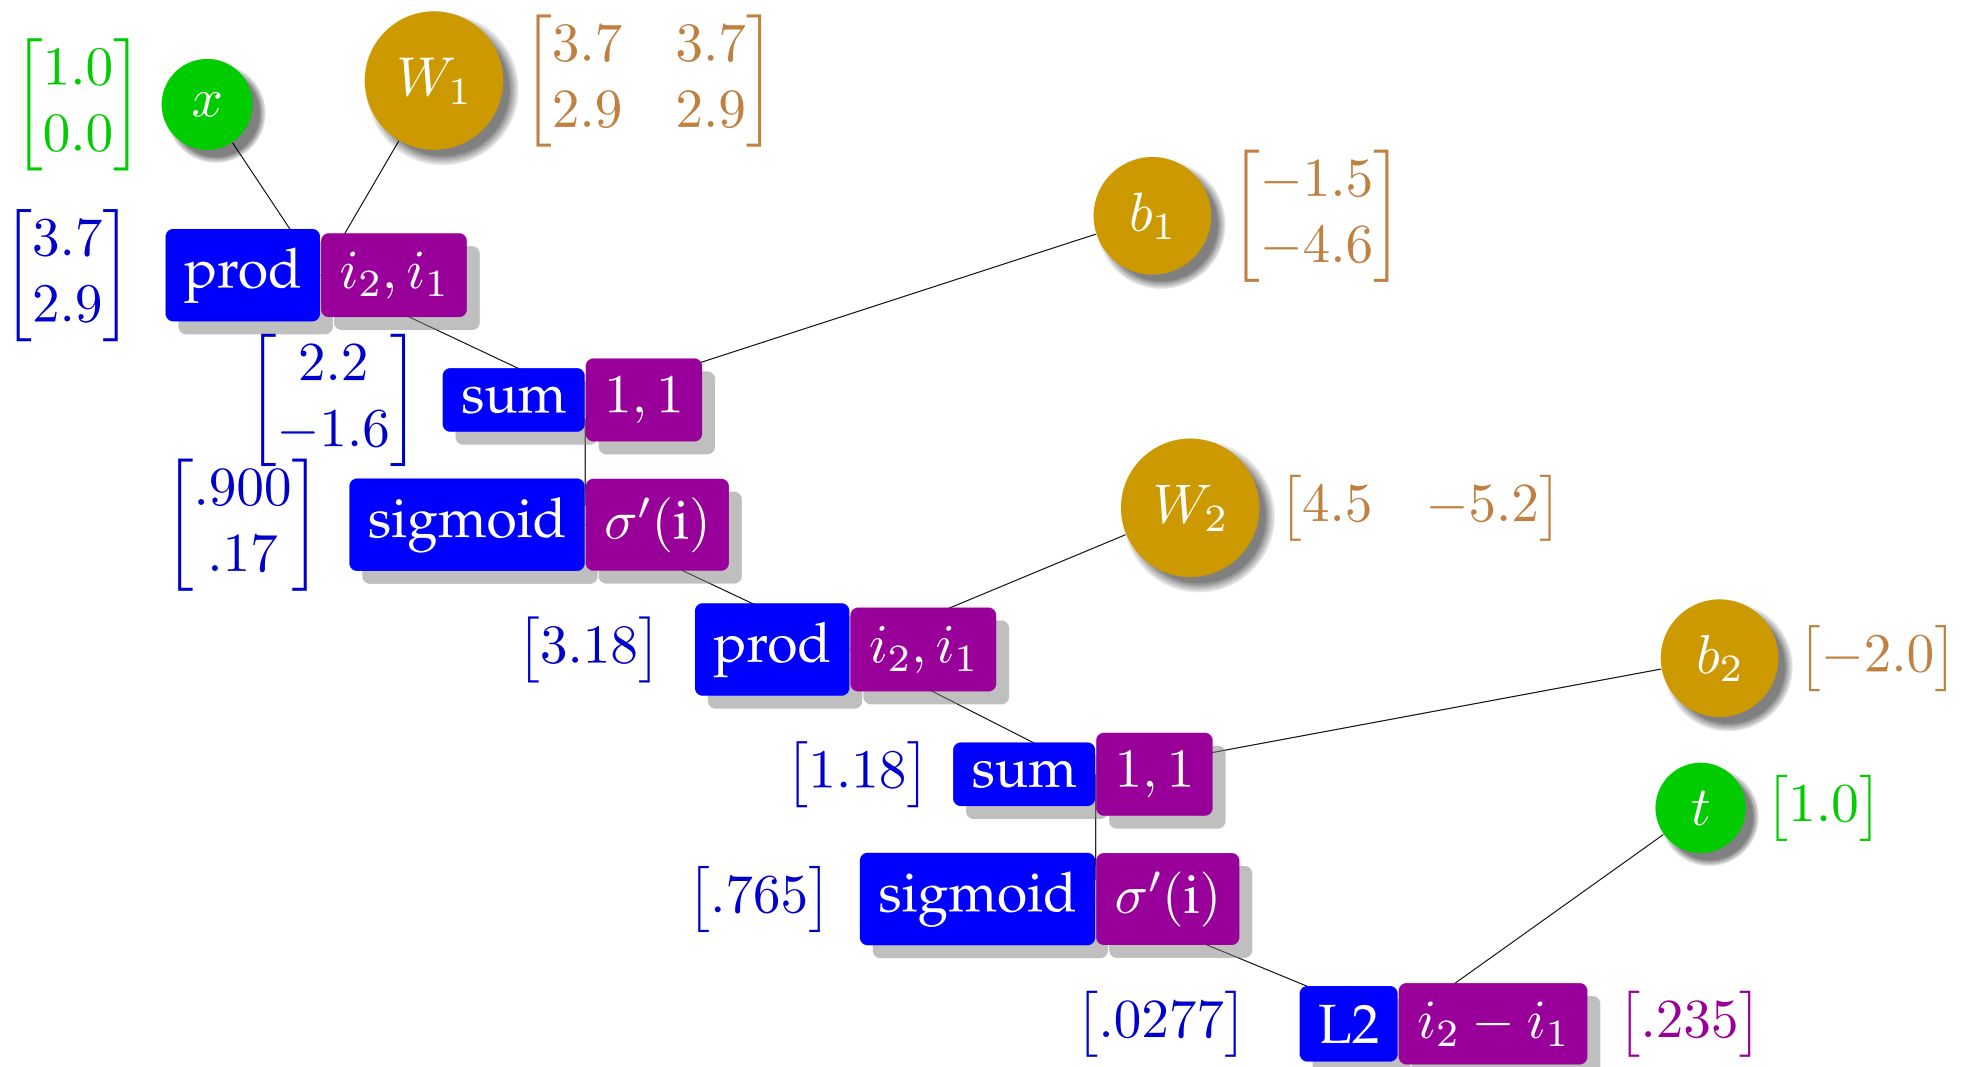 [1.0 0.0] x W₁ [3.7 3.7 2.9 2.9]
[3.7 2.9] prod i₂, i₁ b₁ [−1.5 −4.6]
[2.2 −1.6] sum 1, 1
[.900 .17] sigmoid σ′(i) W₂ [4.5 −5.2]
[3.18] prod i₂, i₁ b₂ [−2.0]
[1.18] sum 1, 1 t [1.0]
[.765] sigmoid σ′(i)
[.0277] L2 i₂ − i₁ [.235]